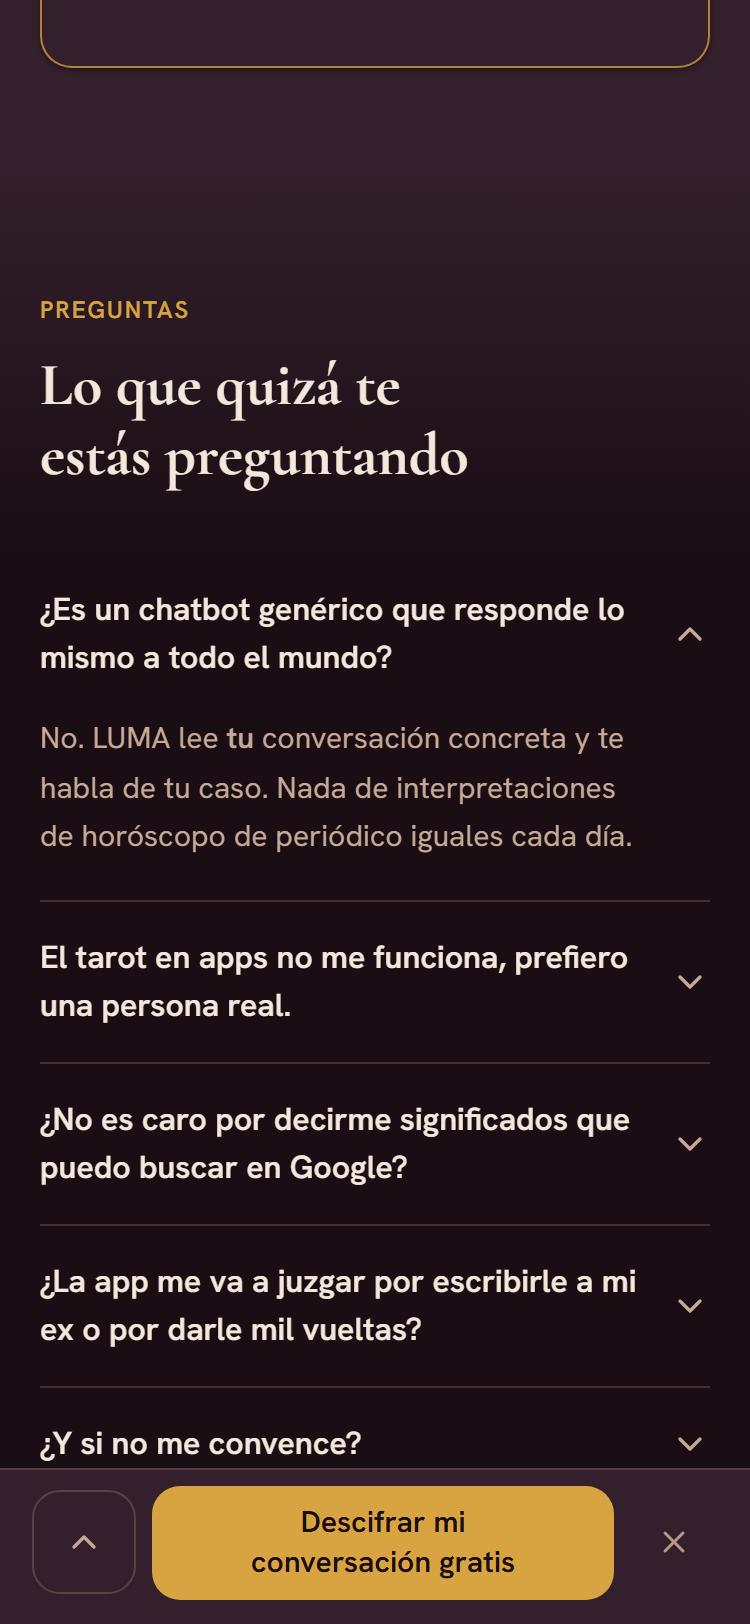 PREGUNTAS
Lo que quizá te
estás preguntando
¿Es un chatbot genérico que responde lo
mismo a todo el mundo?
No. LUMA lee tu conversación concreta y te
habla de tu caso. Nada de interpretaciones
de horóscopo de periódico iguales cada día.
El tarot en apps no me funciona, prefiero
una persona real.
¿No es caro por decirme significados que
puedo buscar en Google?
¿La app me va a juzgar por escribirle a mi
ex o por darle mil vueltas?
¿Y si no me convence?
Descifrar mi
conversación gratis